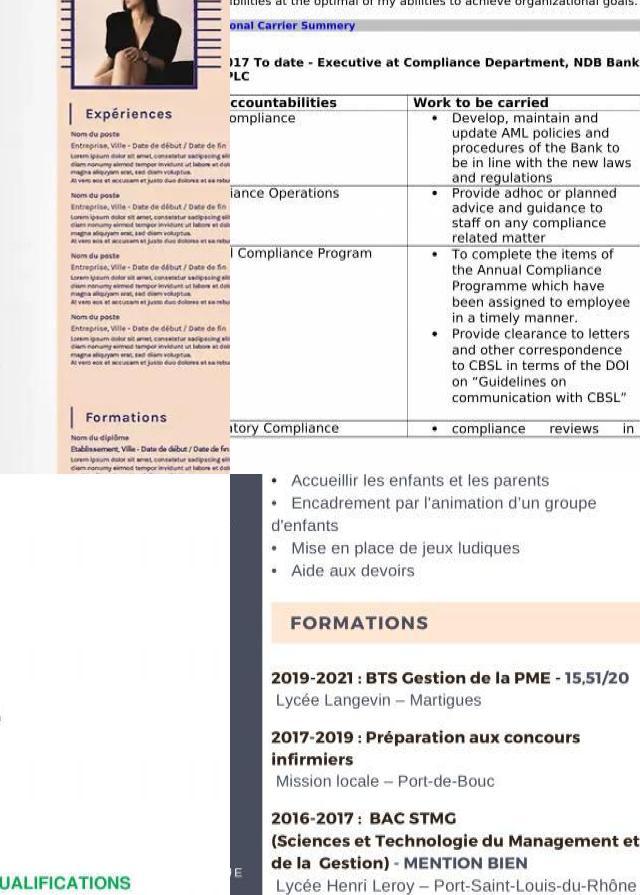 Expériences
Nom du poste
Entreprise, Ville - Date de début / Date de fin
Lorem ipsum dolor sit amet, consetetur sadipscing
diam nonumy eirmod tempor invidunt ut labore et
magna aliquyam erat, sed diam voluptua.
At vero eos et accusam et justo duo dolores et ea
Nom du poste
Entreprise, Ville - Date de début / Date de fin
Lorem ipsum dolor sit amet, consetetur sadipscing
diam nonumy eirmod tempor invidunt ut labore et
magna aliquyam erat, sed diam voluptua.
At vero eos et accusam et justo duo dolores et ea
Nom du poste
Entreprise, Ville - Date de début / Date de fin
Lorem ipsum dolor sit amet, consetetur sadipscing
diam nonumy eirmod tempor invidunt ut labore et
magna aliquyam erat, sed diam voluptua.
At vero eos et accusam et justo duo dolores et ea
Nom du poste
Entreprise, Ville - Date de début / Date de fin
Lorem ipsum dolor sit amet, consetetur sadipscing
diam nonumy eirmod tempor invidunt ut labore et
magna aliquyam erat, sed diam voluptua.
At vero eos et accusam et justo duo dolores et ea
Formations
Nom du diplôme
Etablissement, Ville - Date de début / Date de fin
Lorem ipsum dolor sit amet, consetetur sadipscing
diam nonumy eirmod tempor invidunt ut labore et
bilities at the optimal of my abilities to achieve organizational goals.
onal Carrier Summery
017 To date - Executive at Compliance Department, NDB Bank
PLC
ccountabilities Work to be carried
ompliance • Develop, maintain and
update AML policies and
procedures of the Bank to
be in line with the new laws
and regulations
iance Operations • Provide adhoc or planned
advice and guidance to
staff on any compliance
related matter
l Compliance Program • To complete the items of
the Annual Compliance
Programme which have
been assigned to employee
in a timely manner.
• Provide clearance to letters
and other correspondence
to CBSL in terms of the DOI
on “Guidelines on
communication with CBSL”
atory Compliance • compliance reviews in
UALIFICATIONS
• Accueillir les enfants et les parents
• Encadrement par l'animation d'un groupe
d'enfants
• Mise en place de jeux ludiques
• Aide aux devoirs
FORMATIONS
2019-2021 : BTS Gestion de la PME - 15,51/20
Lycée Langevin – Martigues
2017-2019 : Préparation aux concours
infirmiers
Mission locale – Port-de-Bouc
2016-2017 : BAC STMG
(Sciences et Technologie du Management et
de la Gestion) - MENTION BIEN
Lycée Henri Leroy – Port-Saint-Louis-du-Rhône